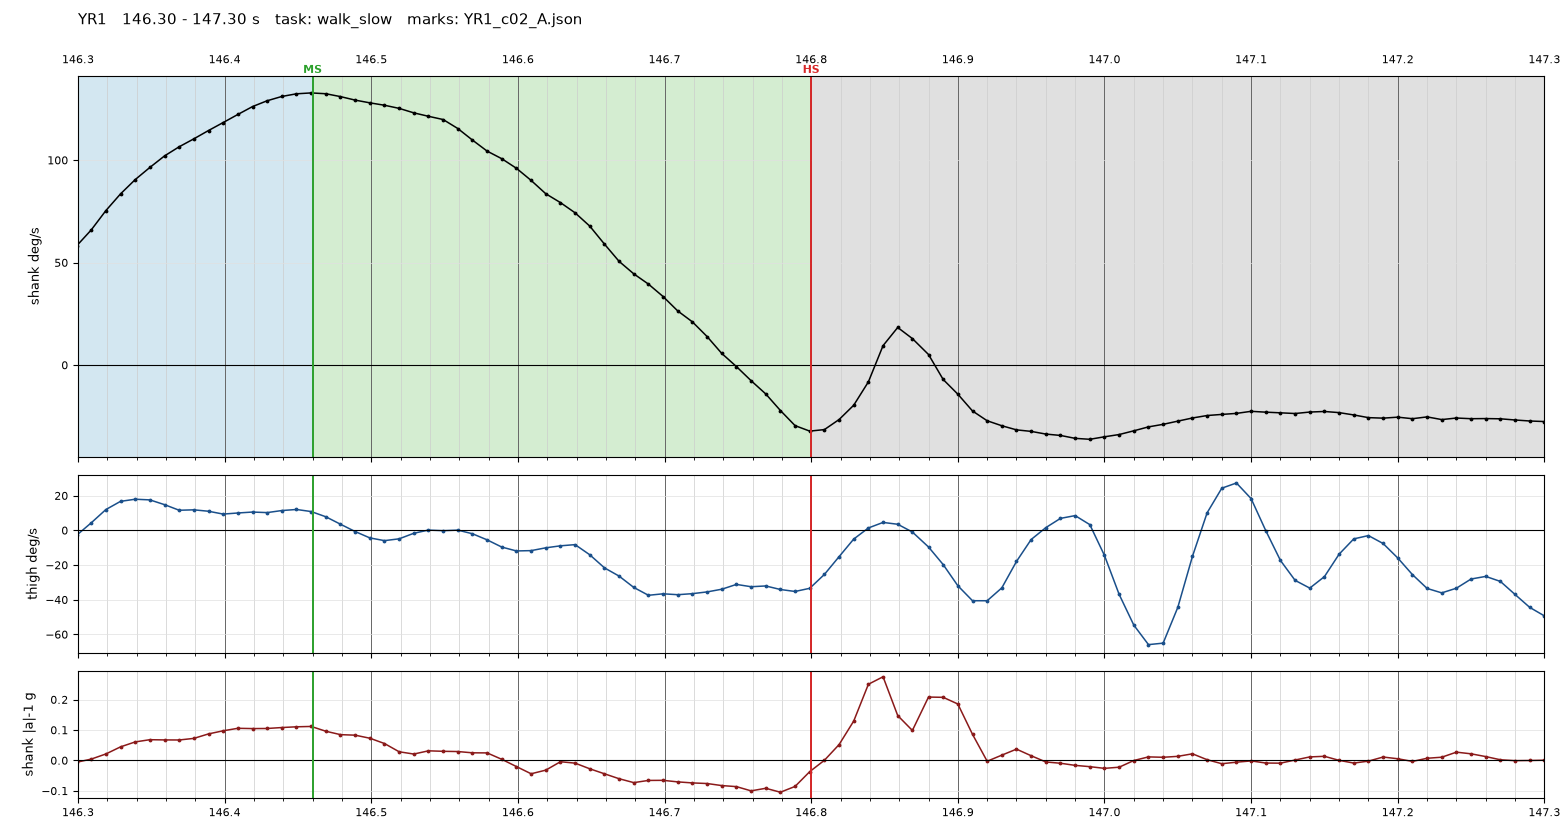 YR1 146.30 - 147.30 s task: walk_slow marks: YR1_c02_A.json
146.3 146.4 146.5 146.6 146.7 146.8 146.9 147.0 147.1 147.2 147.3
MS HS
shank deg/s
100
50
0
thigh deg/s
20
0
−20
−40
−60
shank |a|-1 g
0.2
0.1
0.0
−0.1
146.3 146.4 146.5 146.6 146.7 146.8 146.9 147.0 147.1 147.2 147.3